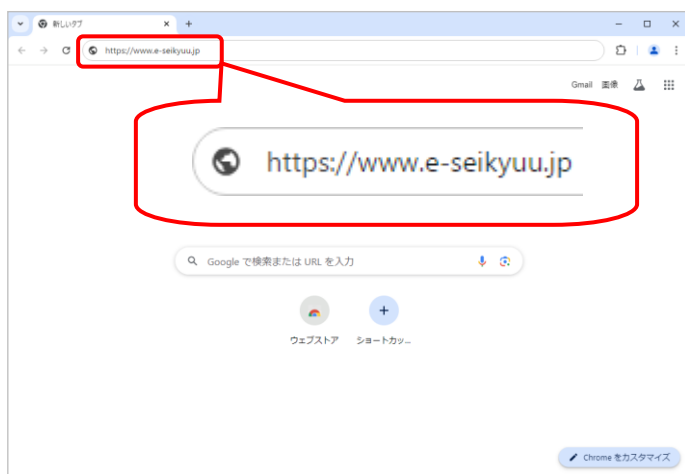 新しいタブ
https://www.e-seikyuu.jp
Gmail 画像
https://www.e-seikyuu.jp
Google で検索または URL を入力
ウェブストア ショートカッ...
Chrome をカスタマイズ